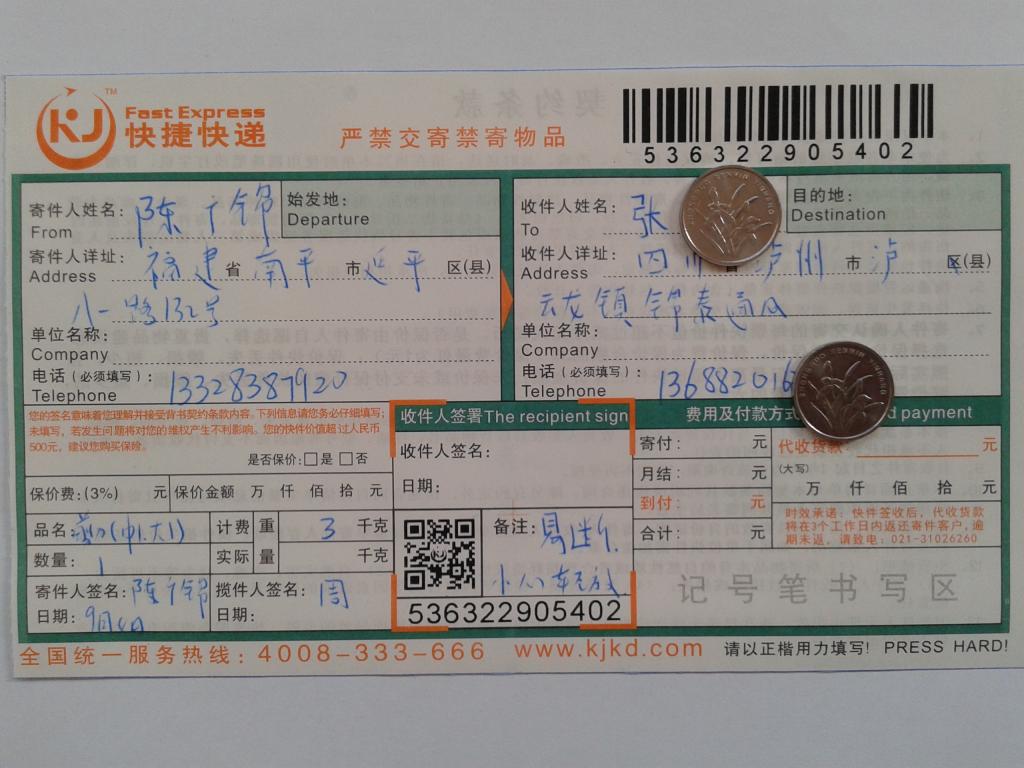 KJ TM
Fast Express
快捷快递
严禁交寄禁寄物品
536322905402
寄件人姓名: 陈广锦
From
始发地:
Departure
寄件人详址: 福建 省 南平 市 延平 区(县)
Address
八一路132号
单位名称:
Company
电话(必须填写): 13328387920
Telephone
收件人姓名: 张
To
目的地:
Destination
收件人详址: 四川 泸州 市 泸 区(县)
Address
云龙镇 锦泰
单位名称:
Company
电话(必须填写): 136882016
Telephone
您的签名意味着您理解并接受背书契约条款内容。下列信息请您务必仔细填写;
未填写,若发生问题将对您的维权产生不利影响。您的快件价值超过人民币
500元,建议您购买保险。
是否保价:□是 □否
保价费:(3%) 元 保价金额 万 仟 佰 拾 元
品名:
计费重 3 千克
数量: 1
实际量 千克
寄件人签名: 陈广锦
日期: 9月4日
揽件人签名: 周
日期:
收件人签署The recipient sign
收件人签名:
日期:
备注: 易
小心轻放
536322905402
费用及付款方式 payment
寄付: 元
月结: 元
到付: 元
合计: 元
代收货款: 元
(大写)
万 仟 佰 拾 元
时效承诺: 快件签收后, 代收货款
将在3个工作日内返还寄件客户, 逾
期未返, 请致电: 021-31026260
记号笔书写区
全国统一服务热线: 4008-333-666 www.kjkd.com 请以正楷用力填写! PRESS HARD!